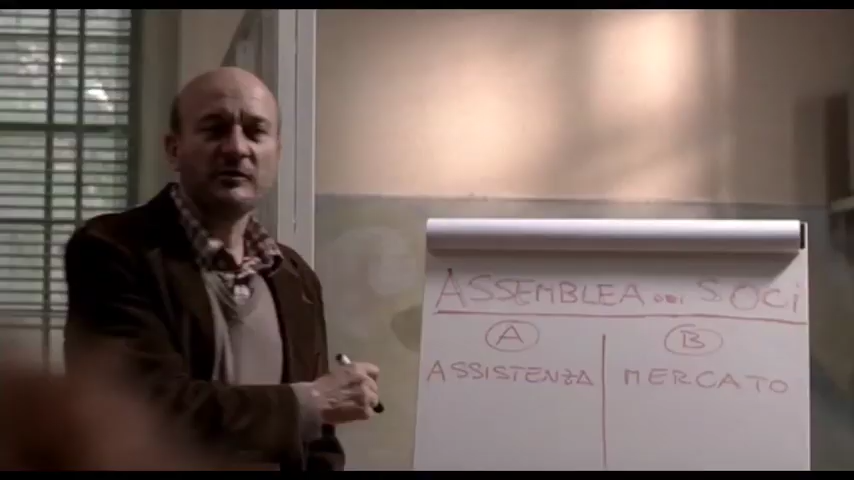 ASSEMBLEA DEI SOCi
A B
ASSISTENZA MERCATO